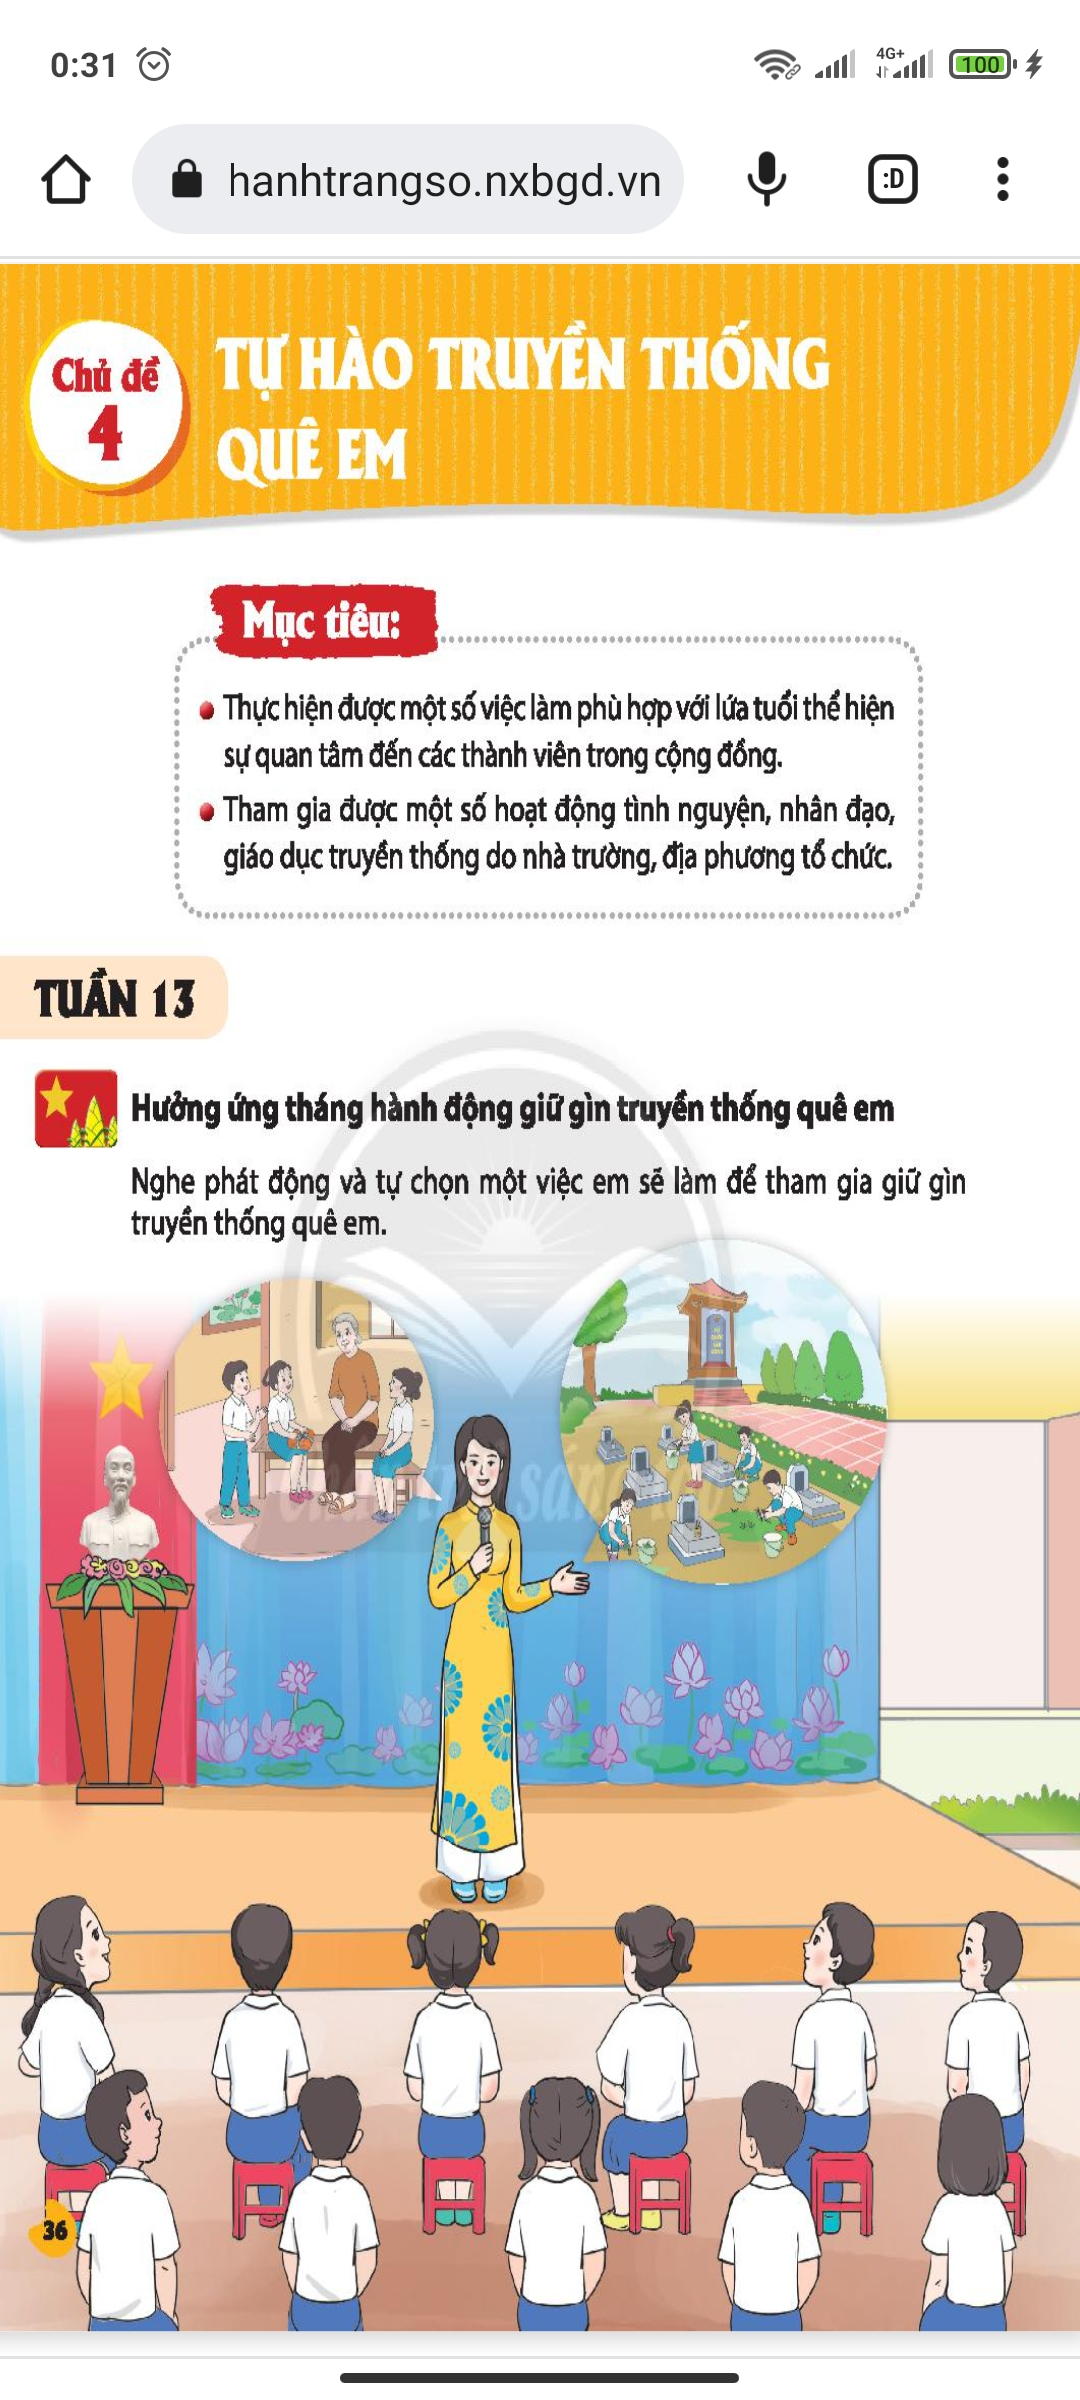 0:31
4G+
100
hanhtrangso.nxbgd.vn
:D
Chủ đề
4
TỰ HÀO TRUYỀN THỐNG
QUÊ EM
Mục tiêu:
Thực hiện được một số việc làm phù hợp với lứa tuổi thể hiện
sự quan tâm đến các thành viên trong cộng đồng.
Tham gia được một số hoạt động tình nguyện, nhân đạo,
giáo dục truyền thống do nhà trường, địa phương tổ chức.
TUẦN 13
Hưởng ứng tháng hành động giữ gìn truyền thống quê em
Nghe phát động và tự chọn một việc em sẽ làm để tham gia giữ gìn
truyền thống quê em.
36